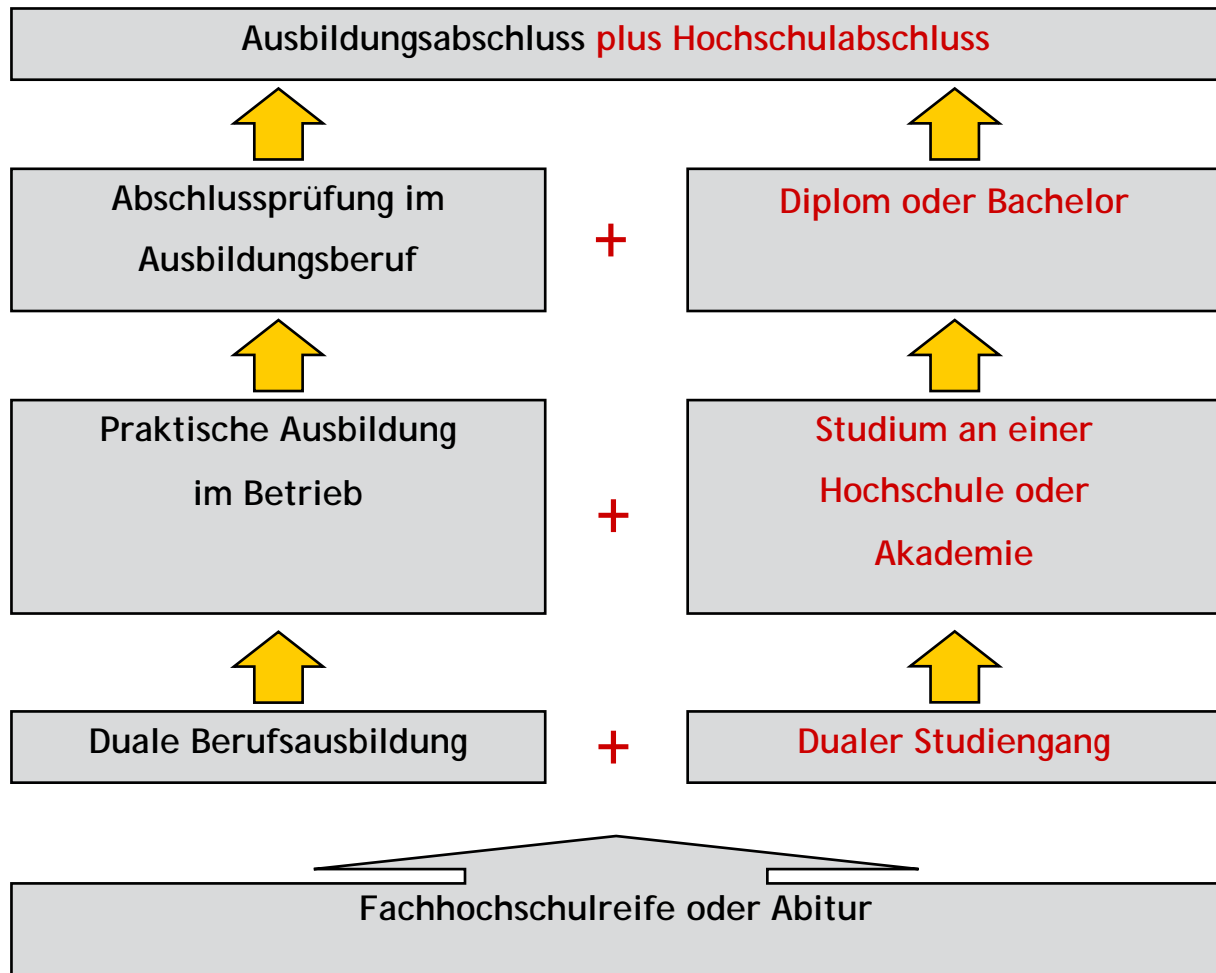 Ausbildungsabschluss plus Hochschulabschluss
Abschlussprüfung im
Ausbildungsberuf
+
Diplom oder Bachelor
Praktische Ausbildung
im Betrieb
+
Studium an einer
Hochschule oder
Akademie
Duale Berufsausbildung
+
Dualer Studiengang
Fachhochschulreife oder Abitur